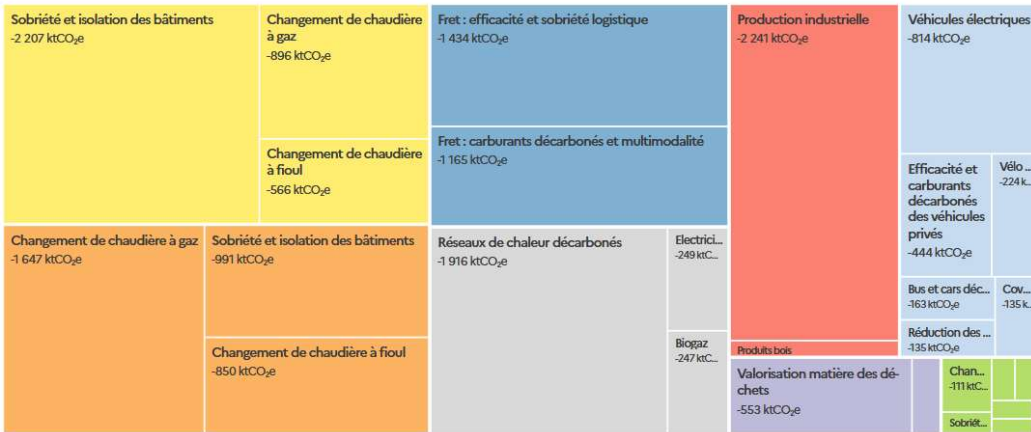 Sobriété et isolation des bâtiments
-2 207 ktCO₂e
Changement de chaudière
à gaz
-896 ktCO₂e
Changement de chaudière
à fioul
-566 ktCO₂e
Fret : efficacité et sobriété logistique
-1 434 ktCO₂e
Fret : carburants décarbonés et multimodalité
-1 165 ktCO₂e
Production industrielle
-2 241 ktCO₂e
Produits bois
Véhicules électriques
-814 ktCO₂e
Efficacité et
carburants
décarbonés
des véhicules
privés
-444 ktCO₂e
Vélo ...
-224 k...
Bus et cars déc...
-163 ktCO₂e
Cov...
-135 k...
Réduction des ...
-135 ktCO₂e
Changement de chaudière à gaz
-1 647 ktCO₂e
Sobriété et isolation des bâtiments
-991 ktCO₂e
Changement de chaudière à fioul
-850 ktCO₂e
Réseaux de chaleur décarbonés
-1 916 ktCO₂e
Electrici...
-249 ktC...
Biogaz
-247 ktC...
Valorisation matière des dé-
chets
-553 ktCO₂e
Chan...
-111 ktC...
Sobriét...